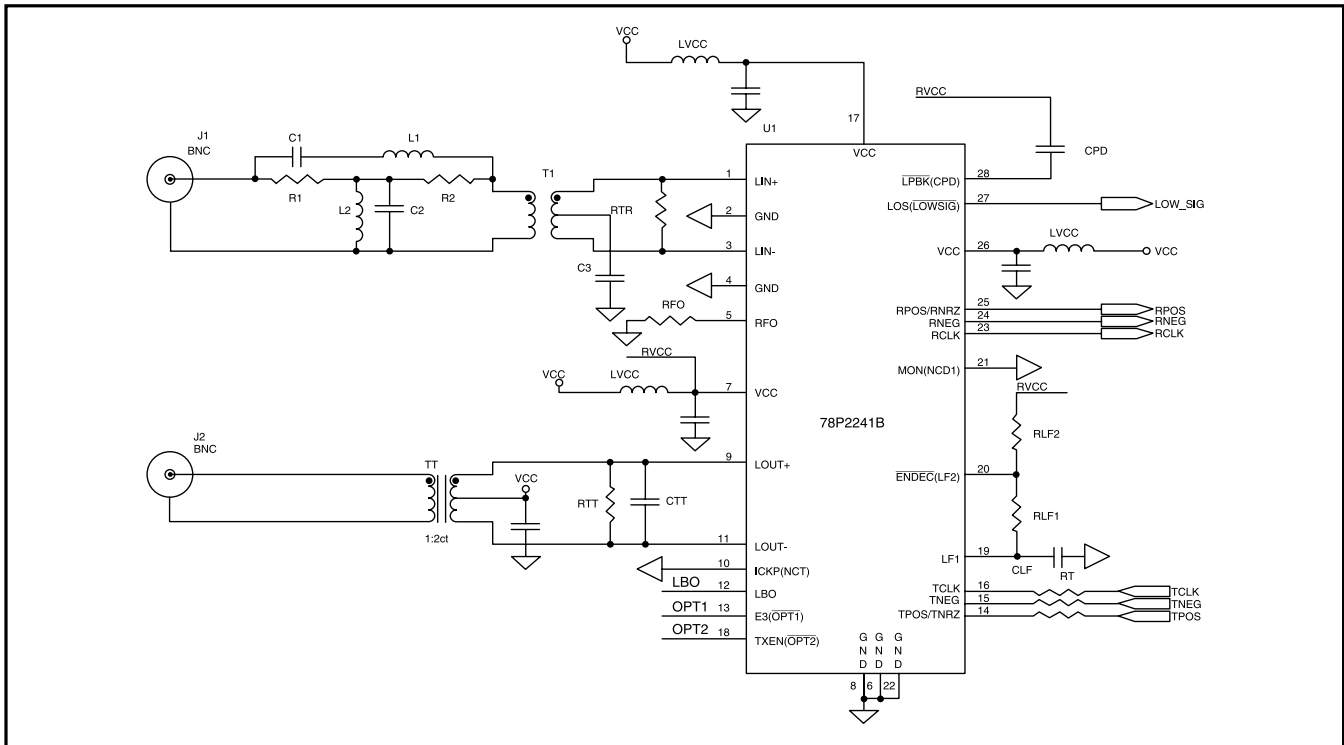 VCC
LVCC
RVCC
17
U1
VCC
CPD
J1
BNC
C1
L1
R1
L2
C2
R2
T1
RTR
C3
1
LIN+
2
GND
3
LIN-
4
GND
RFO
5
RFO
RVCC
VCC
LVCC
7
VCC
78P2241B
LPBK(CPD)
28
LOS(LOWSIG)
27
LOW_SIG
VCC
26
LVCC
VCC
RPOS/RNRZ
25
RPOS
RNEG
24
RNEG
RCLK
23
RCLK
MON(NCD1)
21
RVCC
RLF2
ENDEC(LF2)
20
RLF1
LF1
19
CLF
RT
TCLK
16
TCLK
TNEG
15
TNEG
TPOS/TNRZ
14
TPOS
J2
BNC
TT
1:2ct
VCC
RTT
CTT
9
LOUT+
11
LOUT-
10
ICKP(NCT)
LBO
12
LBO
OPT1
13
E3(OPT1)
OPT2
18
TXEN(OPT2)
GND
GND
GND
8
6
22